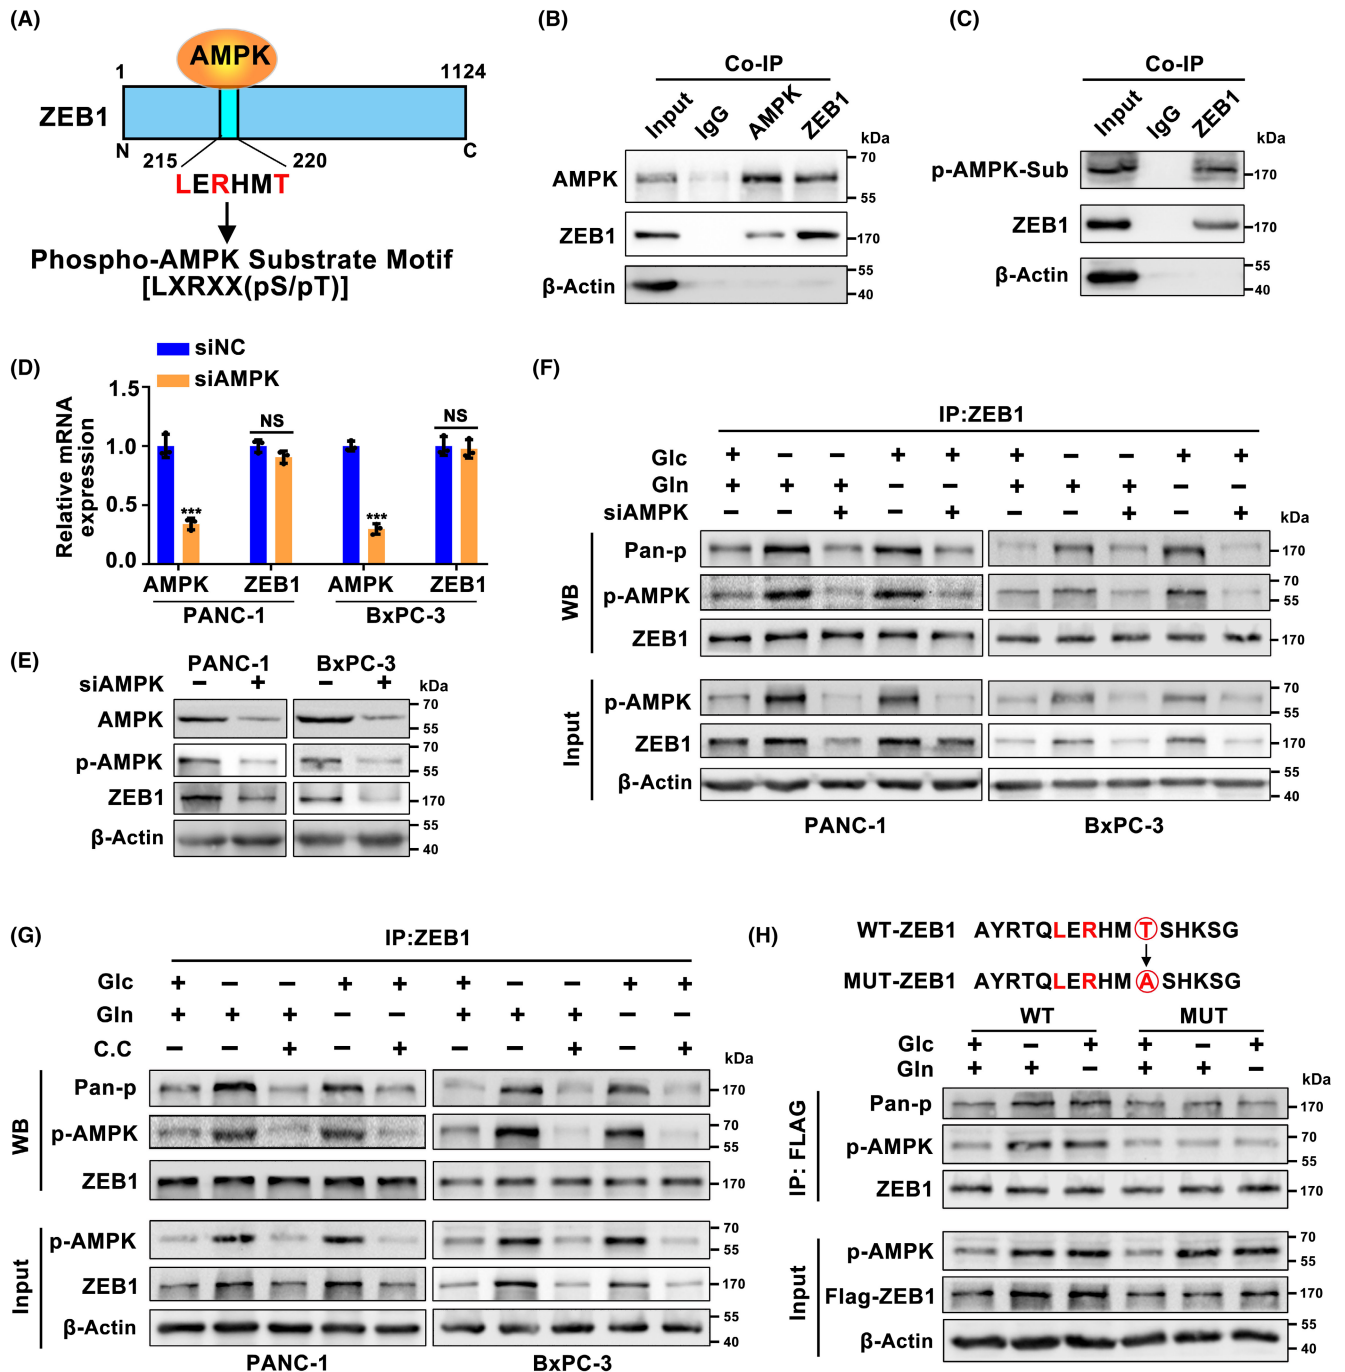 (A)
AMPK
1
1124
ZEB1
N
C
215
220
LERHMT
Phospho-AMPK Substrate Motif
[LXRXX(pS/pT)]
(B)
Co-IP
Input
IgG
AMPK
ZEB1
kDa
AMPK
70
55
ZEB1
170
β-Actin
55
40
(C)
Co-IP
Input
IgG
ZEB1
kDa
p-AMPK-Sub
170
ZEB1
170
β-Actin
55
40
(D)
siNC
siAMPK
Relative mRNA
expression
1.5
1.0
0.5
0.0
***
NS
***
NS
AMPK ZEB1 AMPK ZEB1
PANC-1 BxPC-3
(E)
PANC-1 BxPC-3
siAMPK − + − + kDa
AMPK
70
55
p-AMPK
70
55
ZEB1
170
β-Actin
55
40
(F)
IP:ZEB1
Glc + − − + + + − − + +
Gln + + + − − + + + − −
siAMPK − − + − + − − + − +
kDa
WB
Pan-p
170
p-AMPK
70
55
ZEB1
170
Input
p-AMPK
70
55
ZEB1
170
β-Actin
55
40
PANC-1 BxPC-3
(G)
IP:ZEB1
Glc + − − + + + − − + +
Gln + + + − − + + + − −
C.C − − + − + − − + − +
kDa
WB
Pan-p
170
p-AMPK
70
55
ZEB1
170
Input
p-AMPK
70
55
ZEB1
170
β-Actin
55
40
PANC-1 BxPC-3
(H)
WT-ZEB1 AYRTQLERHMTSHKSG
MUT-ZEB1 AYRTQLERHMASHKSG
WT MUT
Glc + − + + − +
Gln + + − + + −
kDa
IP: FLAG
Pan-p
170
p-AMPK
70
55
ZEB1
170
Input
p-AMPK
70
55
Flag-ZEB1
170
β-Actin
55
40